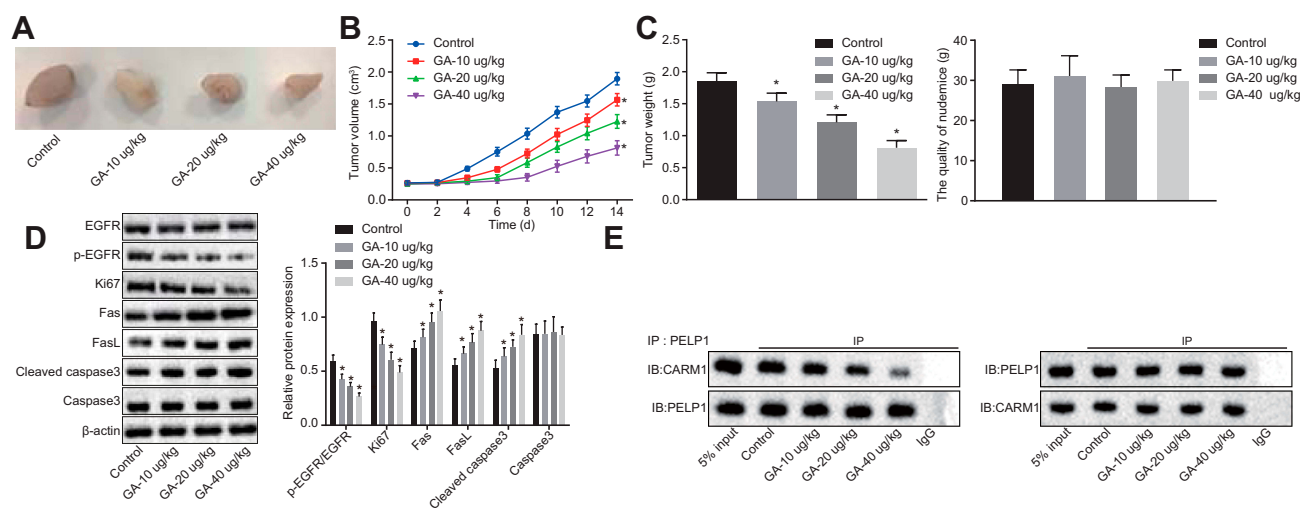 A
Control
GA-10 ug/kg
GA-20 ug/kg
GA-40 ug/kg
B
Control
GA-10 ug/kg
GA-20 ug/kg
GA-40 ug/kg
Tumor volume (cm³)
2.5
2.0
1.5
1.0
0.5
0.0
*
*
*
0 2 4 6 8 10 12 14
Time (d)
C
Control
GA-10 ug/kg
GA-20 ug/kg
GA-40 ug/kg
Tumor weight (g)
2.5
2.0
1.5
1.0
0.5
0.0
*
*
*
Control
GA-10 ug/kg
GA-20 ug/kg
GA-40 ug/kg
The quality of nudemice (g)
40
30
20
10
0
D
EGFR
p-EGFR
Ki67
Fas
FasL
Cleaved caspase3
Caspase3
β-actin
Control
GA-10 ug/kg
GA-20 ug/kg
GA-40 ug/kg
Control
GA-10 ug/kg
GA-20 ug/kg
GA-40 ug/kg
Relative protein expression
1.5
1.0
0.5
0.0
* * *
* * *
* * *
* * *
* * *
p-EGFR/EGFR
Ki67
Fas
FasL
Cleaved caspase3
Caspase3
E
IP : PELP1
IP
IB:CARM1
IB:PELP1
5% input
Control
GA-10 ug/kg
GA-20 ug/kg
GA-40 ug/kg
IgG
IP
IB:PELP1
IB:CARM1
5% input
Control
GA-10 ug/kg
GA-20 ug/kg
GA-40 ug/kg
IgG